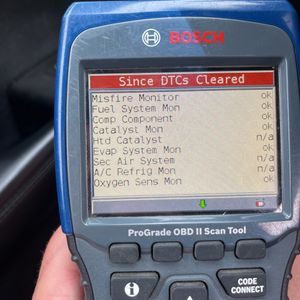 BOSCH
Since DTCs Cleared
Misfire Monitor ok
Fuel System Mon ok
Comp Component ok
Catalyst Mon ok
Htd Catalyst n/a
Evap System Mon ok
Sec Air System n/a
A/C Refrig Mon n/a
Oxygen Sens Mon ok
ProGrade OBD II Scan Tool
i
CODE
CONNECT